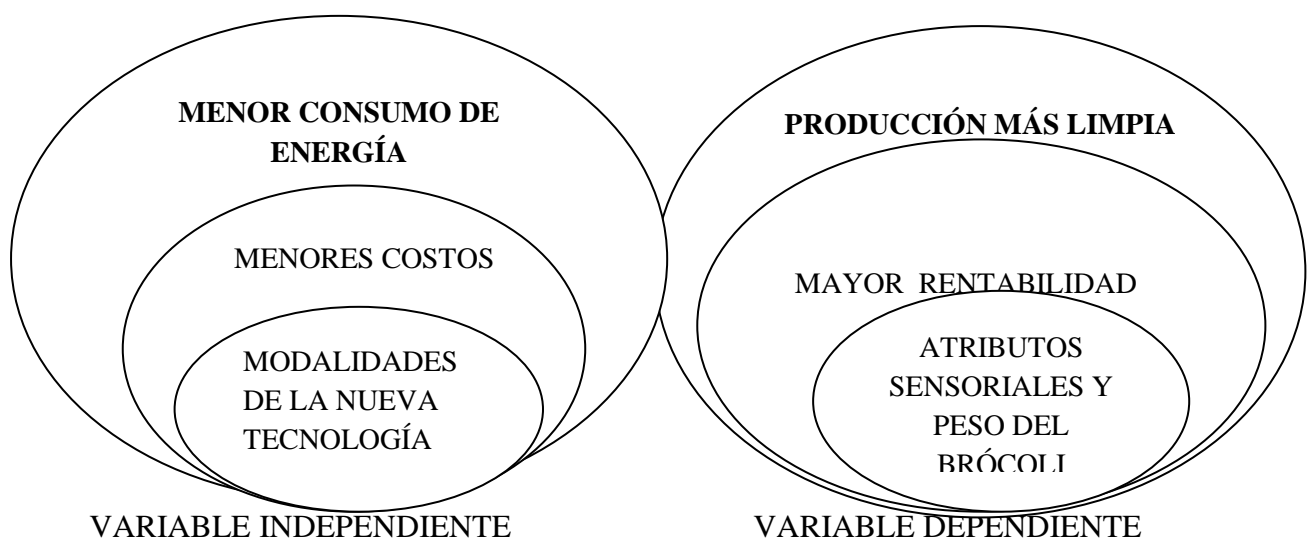 MENOR CONSUMO DE
ENERGÍA
MENORES COSTOS
MODALIDADES
DE LA NUEVA
TECNOLOGÍA
VARIABLE INDEPENDIENTE
PRODUCCIÓN MÁS LIMPIA
MAYOR RENTABILIDAD
ATRIBUTOS
SENSORIALES Y
PESO DEL
BRÓCOLI
VARIABLE DEPENDIENTE